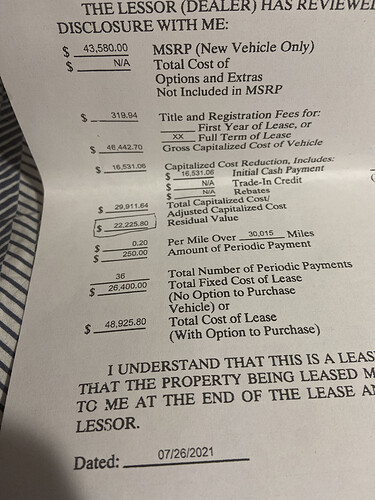 THE LESSOR (DEALER) HAS REVIEWED
DISCLOSURE WITH ME:
$ 43,580.00 MSRP (New Vehicle Only)
$ N/A Total Cost of
Options and Extras
Not Included in MSRP
$ 319.94 Title and Registration Fees for:
First Year of Lease, or
XX Full Term of Lease
$ 46,442.70 Gross Capitalized Cost of Vehicle
$ 16,531.06 Capitalized Cost Reduction, Includes:
$ 16,531.06 Initial Cash Payment
$ N/A Trade-In Credit
$ N/A Rebates
$ 29,911.64 Total Capitalized Cost/
Adjusted Capitalized Cost
$ 22,225.80 Residual Value
$ 0.20 Per Mile Over 30,015 Miles
$ 250.00 Amount of Periodic Payment
36 Total Number of Periodic Payments
$ 26,400.00 Total Fixed Cost of Lease
(No Option to Purchase
Vehicle) or
$ 48,925.80 Total Cost of Lease
(With Option to Purchase)
I UNDERSTAND THAT THIS IS A LEAS
THAT THE PROPERTY BEING LEASED M
TO ME AT THE END OF THE LEASE A
LESSOR.
Dated: 07/26/2021